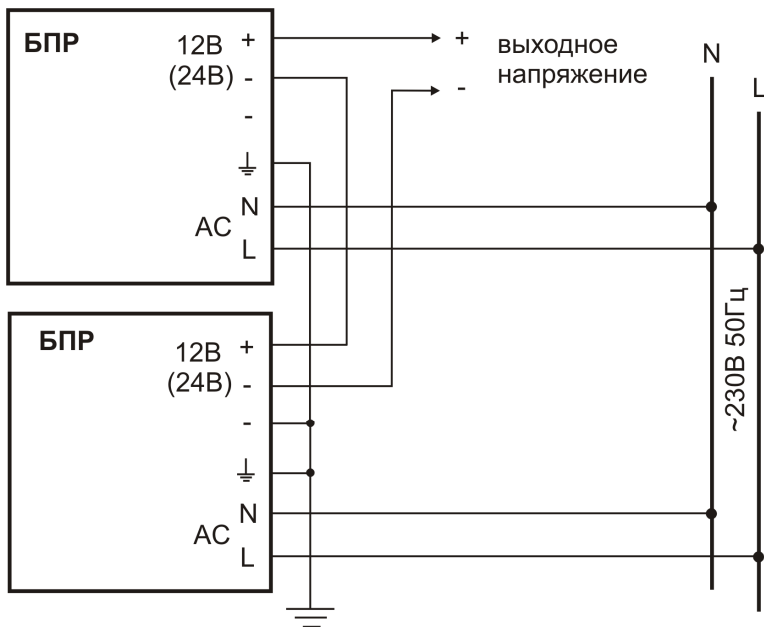 БПР
12В +
(24В) -
-
AC N
L
+ выходное
- напряжение
N
L
БПР
12В +
(24В) -
-
AC N
L
~230В 50Гц